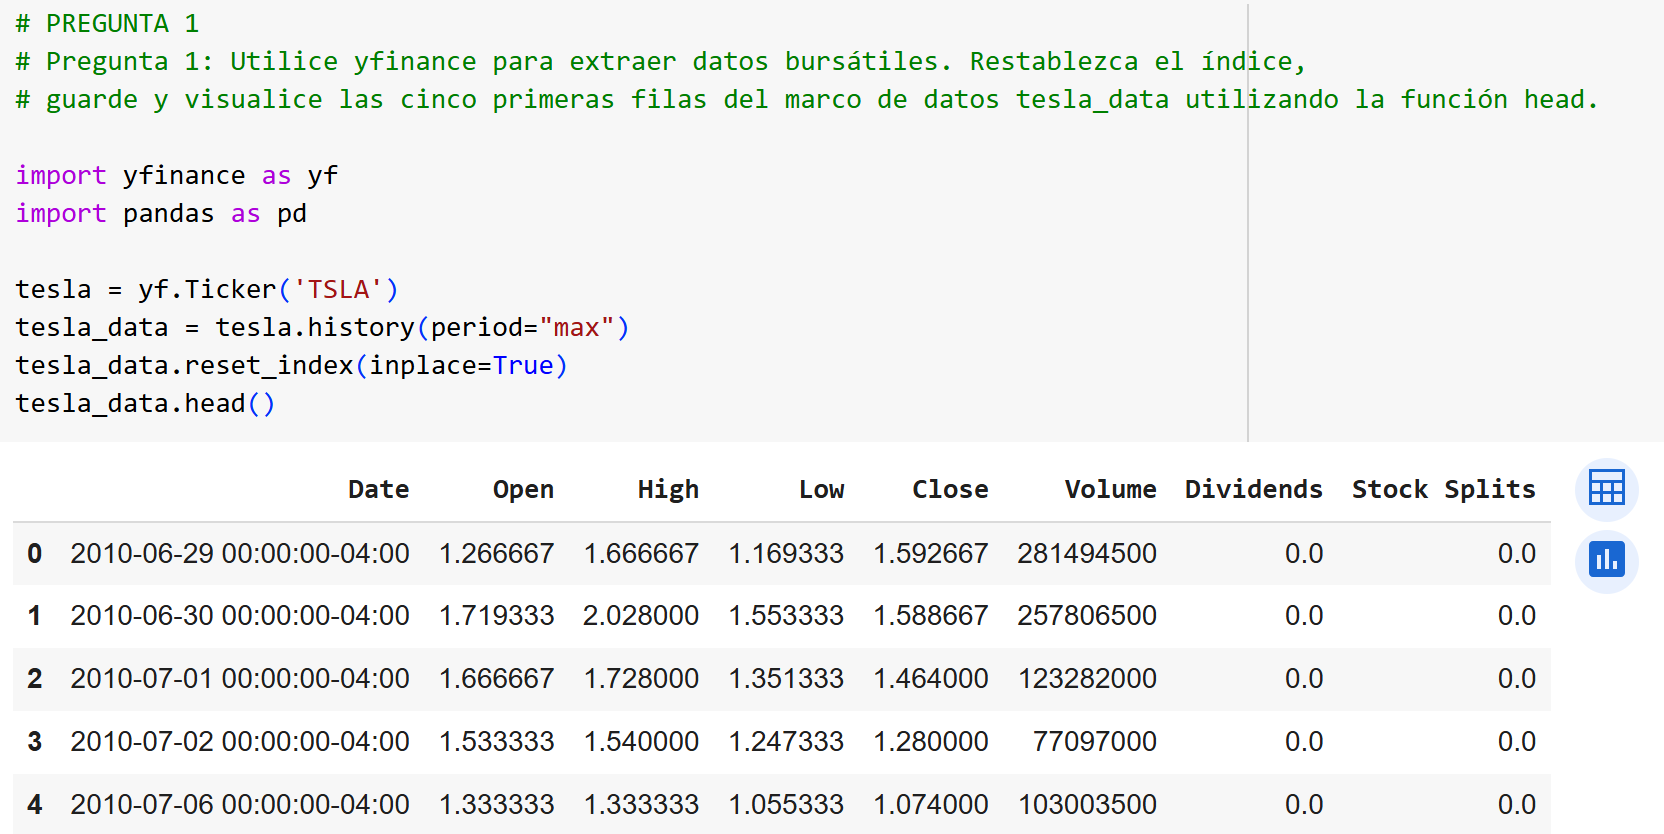 # PREGUNTA 1
# Pregunta 1: Utilice yfinance para extraer datos bursátiles. Restablezca el índice,
# guarde y visualice las cinco primeras filas del marco de datos tesla_data utilizando la función head.
import yfinance as yf
import pandas as pd
tesla = yf.Ticker('TSLA')
tesla_data = tesla.history(period="max")
tesla_data.reset_index(inplace=True)
tesla_data.head()
Date Open High Low Close Volume Dividends Stock Splits
0 2010-06-29 00:00:00-04:00 1.266667 1.666667 1.169333 1.592667 281494500 0.0 0.0
1 2010-06-30 00:00:00-04:00 1.719333 2.028000 1.553333 1.588667 257806500 0.0 0.0
2 2010-07-01 00:00:00-04:00 1.666667 1.728000 1.351333 1.464000 123282000 0.0 0.0
3 2010-07-02 00:00:00-04:00 1.533333 1.540000 1.247333 1.280000 77097000 0.0 0.0
4 2010-07-06 00:00:00-04:00 1.333333 1.333333 1.055333 1.074000 103003500 0.0 0.0